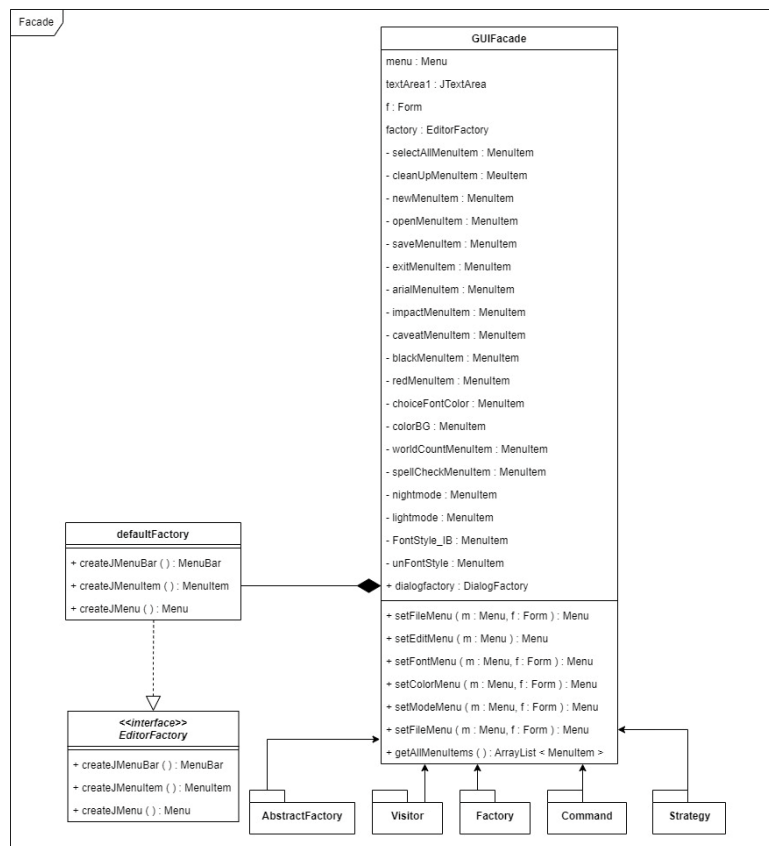 Facade
GUIFacade
menu : Menu
textArea1 : JTextArea
f : Form
factory : EditorFactory
- selectAllMenuItem : MenuItem
- cleanUpMenuItem : MeuItem
- newMenuItem : MenuItem
- openMenuItem : MenuItem
- saveMenuItem : MenuItem
- exitMenuItem : MenuItem
- arialMenuItem : MenuItem
- impactMenuItem : MenuItem
- caveatMenuItem : MenuItem
- blackMenuItem : MenuItem
- redMenuItem : MenuItem
- choiceFontColor : MenuItem
- colorBG : MenuItem
- worldCountMenuItem : MenuItem
- spellCheckMenuItem : MenuItem
- nightmode : MenuItem
- lightmode : MenuItem
- FontStyle_IB : MenuItem
- unFontStyle : MenuItem
+ dialogfactory : DialogFactory
+ setFileMenu ( m : Menu, f : Form ) : Menu
+ setEditMenu ( m : Menu ) : Menu
+ setFontMenu ( m : Menu, f : Form ) : Menu
+ setColorMenu ( m : Menu, f : Form ) : Menu
+ setModeMenu ( m : Menu, f : Form ) : Menu
+ setFileMenu ( m : Menu, f : Form ) : Menu
+ getAllMenuItems ( ) : ArrayList < MenuItem >
defaultFactory
+ createJMenuBar ( ) : MenuBar
+ createJMenuItem ( ) : MenuItem
+ createJMenu ( ) : Menu
<<interface>>
EditorFactory
+ createJMenuBar ( ) : MenuBar
+ createJMenuItem ( ) : MenuItem
+ createJMenu ( ) : Menu
AbstractFactory
Visitor
Factory
Command
Strategy